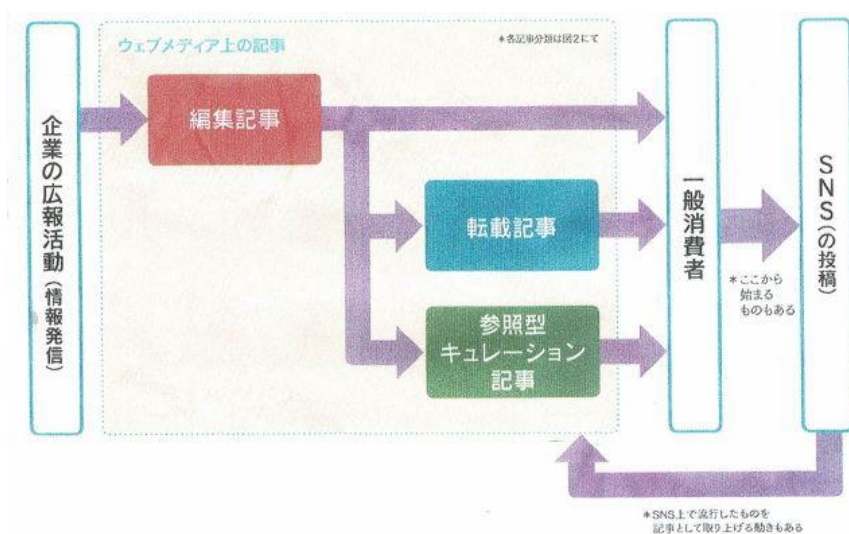 ウェブメディア上の記事
*各記事分類は図2にて
企業の広報活動(情報発信)
編集記事
転載記事
参照型
キュレーション
記事
一般消費者
*ここから
始まる
ものもある
SNS(の投稿)
*SNS上で流行したものを
記事として取り上げる動きもある